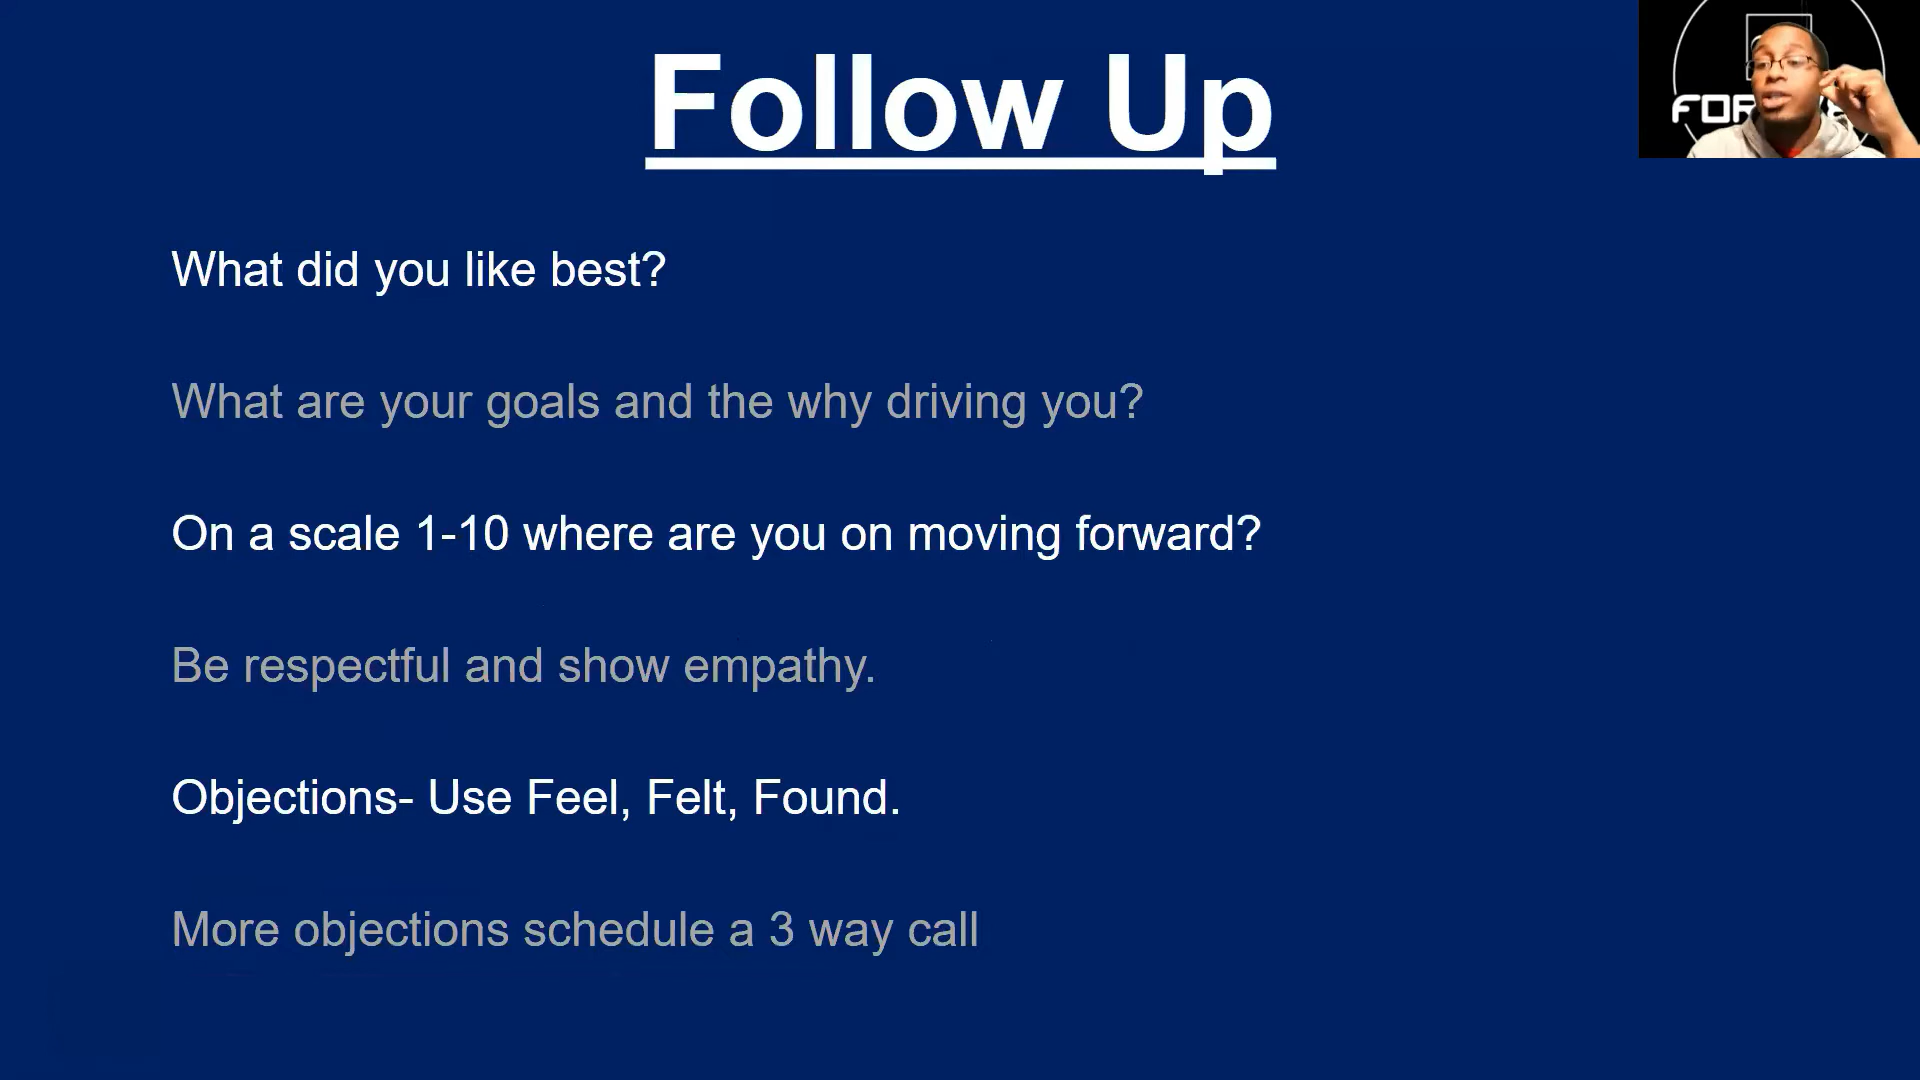 Follow Up
What did you like best?
What are your goals and the why driving you?
On a scale 1-10 where are you on moving forward?
Be respectful and show empathy.
Objections- Use Feel, Felt, Found.
More objections schedule a 3 way call